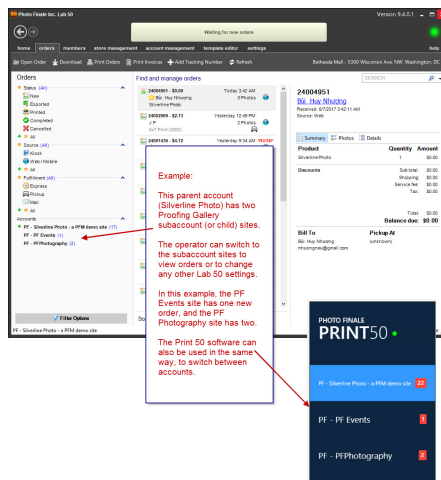 Photo Finale Inc. Lab 50
Version 9.4.0.1
Waiting for new orders
home orders members store management account management template editor settings help
Open Order Download Print Orders Print Invoices Add Tracking Number Refresh Bethesda Mall - 5300 Wisconsin Ave. NW, Washington, DC
Orders
Status (All)
New
Exported
Printed
Completed
Cancelled
All
Source (All)
Kiosk
Web / Mobile
All
Fulfillment (All)
Express
Pickup
Mail
All
Accounts
PF - Silverline Photo - a PFM demo site (17)
PF - PF Events (1)
PF - PFPhotography (2)
Filter Options
PF - Silverline Photo - a PFM demo site
Find and manage orders
24004951 - $0.00 Today 3:42 AM
Bùi Huy Nhượng 0 Photos
Silverline Photo
24002069 - $2.73 Yesterday 12:49 PM
J P 2 Photos
6x7 Print (2002)
24001436 - $4.72 Yesterday 9:34 AM
Example:
This parent account
(Silverline Photo) has two
Proofing Gallery
subaccount (or child) sites.
The operator can switch to
the subaccount sites to
view orders or to change
any other Lab 50 settings.
In this example, the PF
Events site has one new
order, and the PF
Photography site has two.
The Print 50 software can
also be used in the same
way, to switch between
accounts.
SEARCH
24004951
Bùi Huy Nhượng
Received: 8/7/2017 3:42:11 AM
Source: Web
Summary Photos Details
Product Quantity Amount
Silverline Photo 1 $0.00
Discounts Sub total: $0.00
Shipping: $0.00
Service fee: $0.00
Tax: $0.00
Total: $0.00
Balance due: $0.00
Bill To Pickup At
Bùi Huy Nhượng (unknown)
nhuongmeu@gmail.com
PHOTO FINALE
PRINT50
PF - Silverline Photo - a PFM demo site 22
PF - PF Events 1
PF - PFPhotography 2